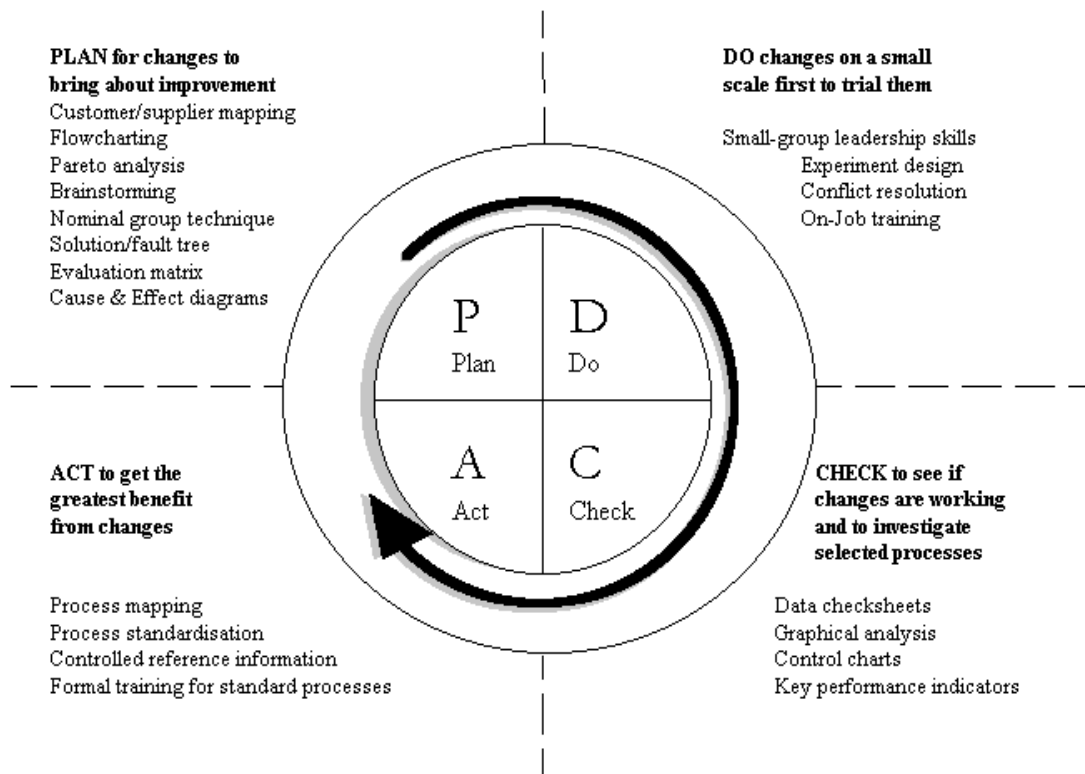 PLAN for changes to
bring about improvement
Customer/supplier mapping
Flowcharting
Pareto analysis
Brainstorming
Nominal group technique
Solution/fault tree
Evaluation matrix
Cause & Effect diagrams
DO changes on a small
scale first to trial them
Small-group leadership skills
Experiment design
Conflict resolution
On-Job training
P
Plan
D
Do
A
Act
C
Check
ACT to get the
greatest benefit
from changes
Process mapping
Process standardisation
Controlled reference information
Formal training for standard processes
CHECK to see if
changes are working
and to investigate
selected processes
Data checksheets
Graphical analysis
Control charts
Key performance indicators